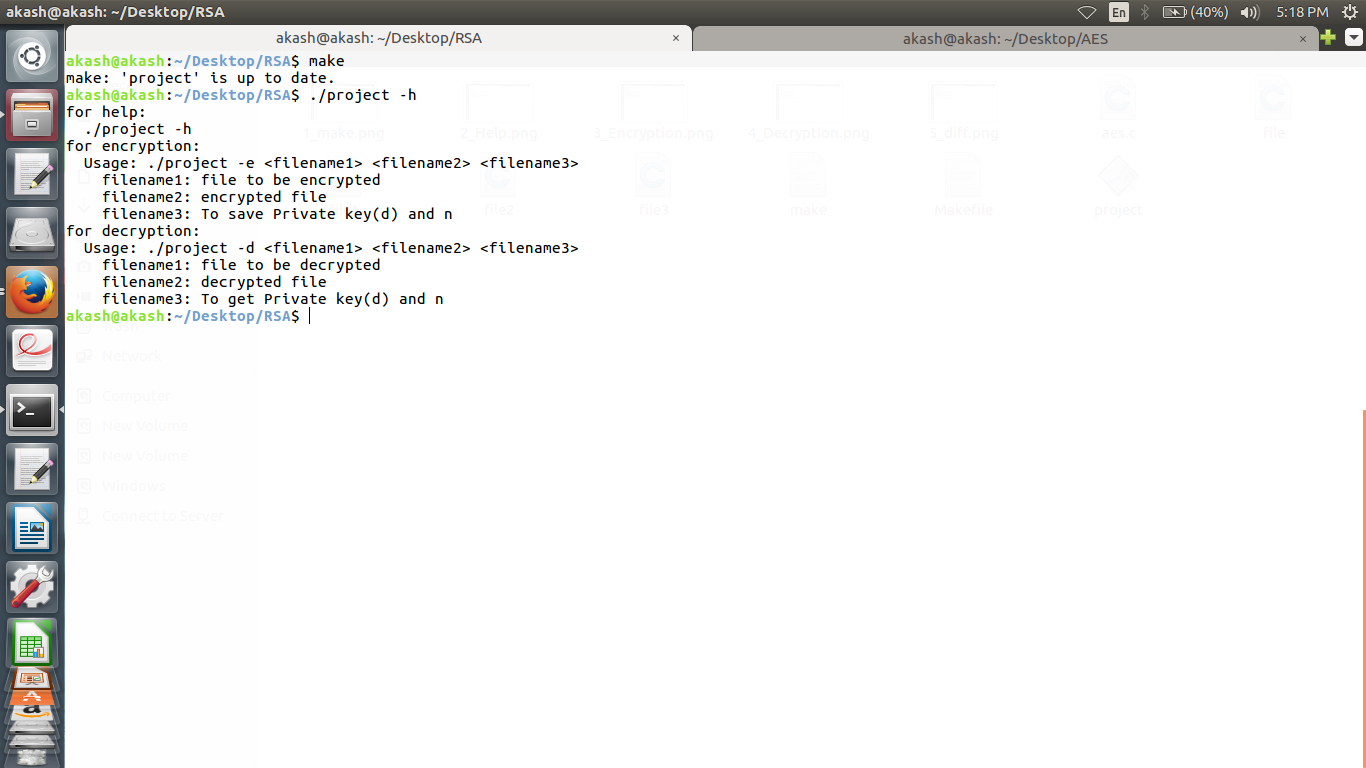 akash@akash: ~/Desktop/RSA
En
(40%)
5:18 PM
akash@akash: ~/Desktop/RSA ×
akash@akash: ~/Desktop/AES ×
akash@akash:~/Desktop/RSA$ make
make: 'project' is up to date.
akash@akash:~/Desktop/RSA$ ./project -h
for help:
  ./project -h
for encryption:
  Usage: ./project -e <filename1> <filename2> <filename3>
    filename1: file to be encrypted
    filename2: encrypted file
    filename3: To save Private key(d) and n
for decryption:
  Usage: ./project -d <filename1> <filename2> <filename3>
    filename1: file to be decrypted
    filename2: decrypted file
    filename3: To get Private key(d) and n
akash@akash:~/Desktop/RSA$
1_make.png
2_Help.png
3_Encryption.png
4_Decryption.png
5_diff.png
aes.c
file
file2
file3
make
Makefile
project
Network
Computer
New Volume
New Volume
Windows
Connect to Server